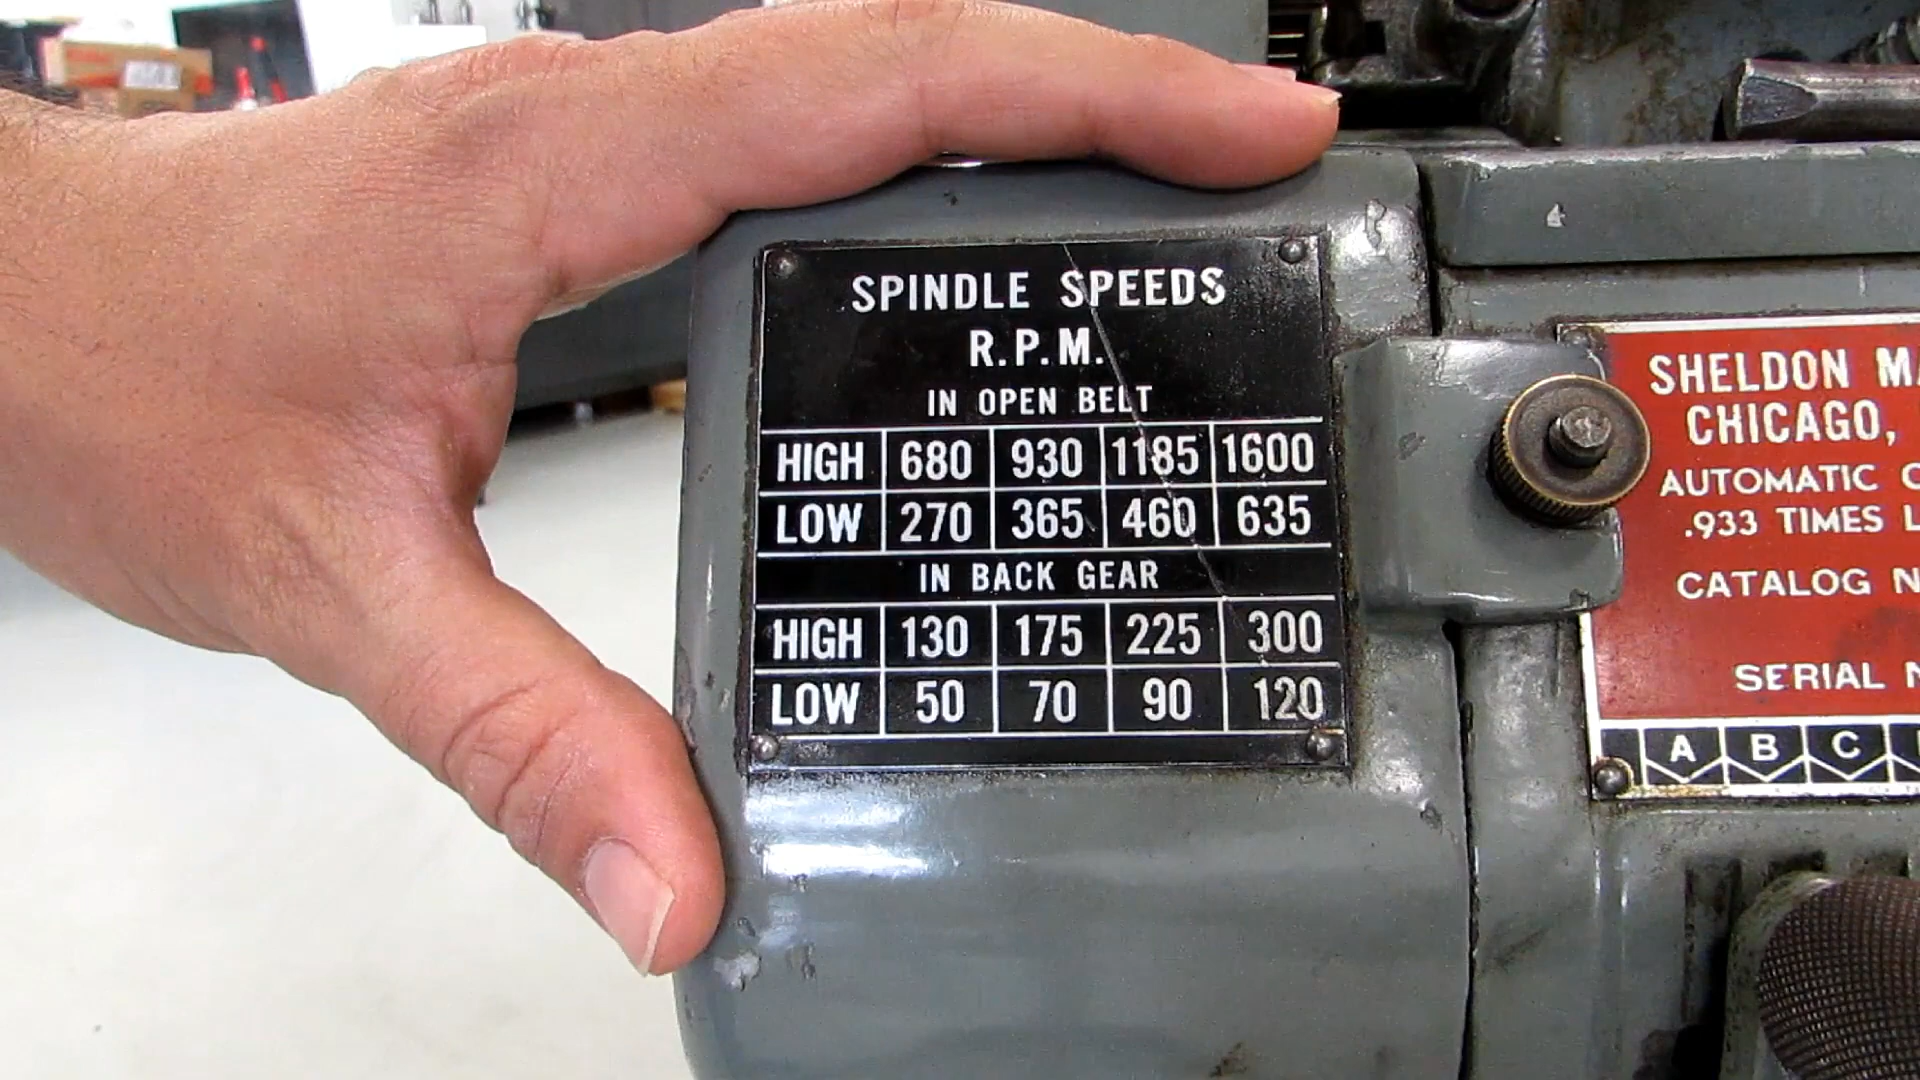 SPINDLE SPEEDS
R.P.M.
IN OPEN BELT
HIGH 680 930 1185 1600
LOW 270 365 460 635
IN BACK GEAR
HIGH 130 175 225 300
LOW 50 70 90 120
SHELDON
CHICAGO,
AUTOMATIC
.933 TIMES
CATALOG
SERIAL
A B C